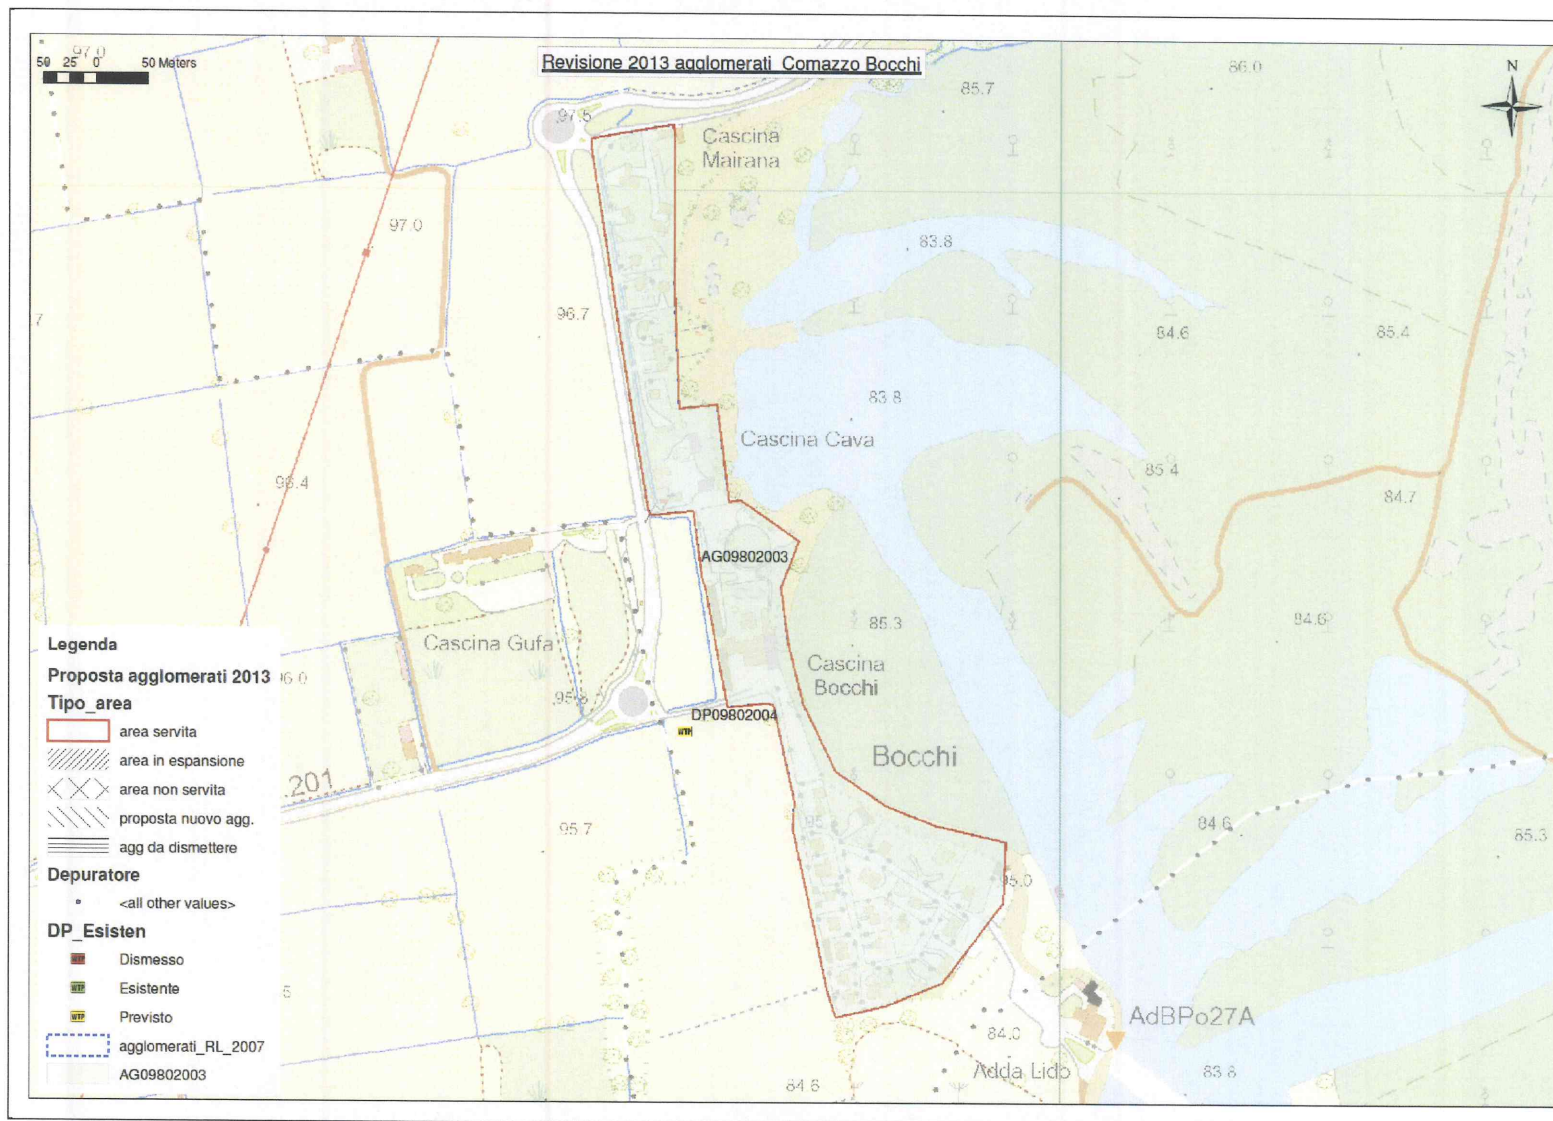 97.0
50 25 0 50 Meters
Revisione 2013 agglomerati Comazzo Bocchi
86.0
N
85.7
97.5
Cascina
Mairana
97.0
83.8
96.7
84.6
85.4
83.8
Cascina Cava
96.4
85.4
84.7
AG09802003
85.3
84.6
Cascina Gufa
Cascina
Bocchi
DP09802004
WTP
Bocchi
.201
95.7
95
84.6
85.3
95.0
AdBPo27A
84.0
Adda Lido
84.6
83.8
Legenda
Proposta agglomerati 2013
Tipo_area
area servita
area in espansione
area non servita
proposta nuovo agg.
agg da dismettere
Depuratore
<all other values>
DP_Esisten
WTP Dismesso
WTP Esistente
WTP Previsto
agglomerati_RL_2007
AG09802003